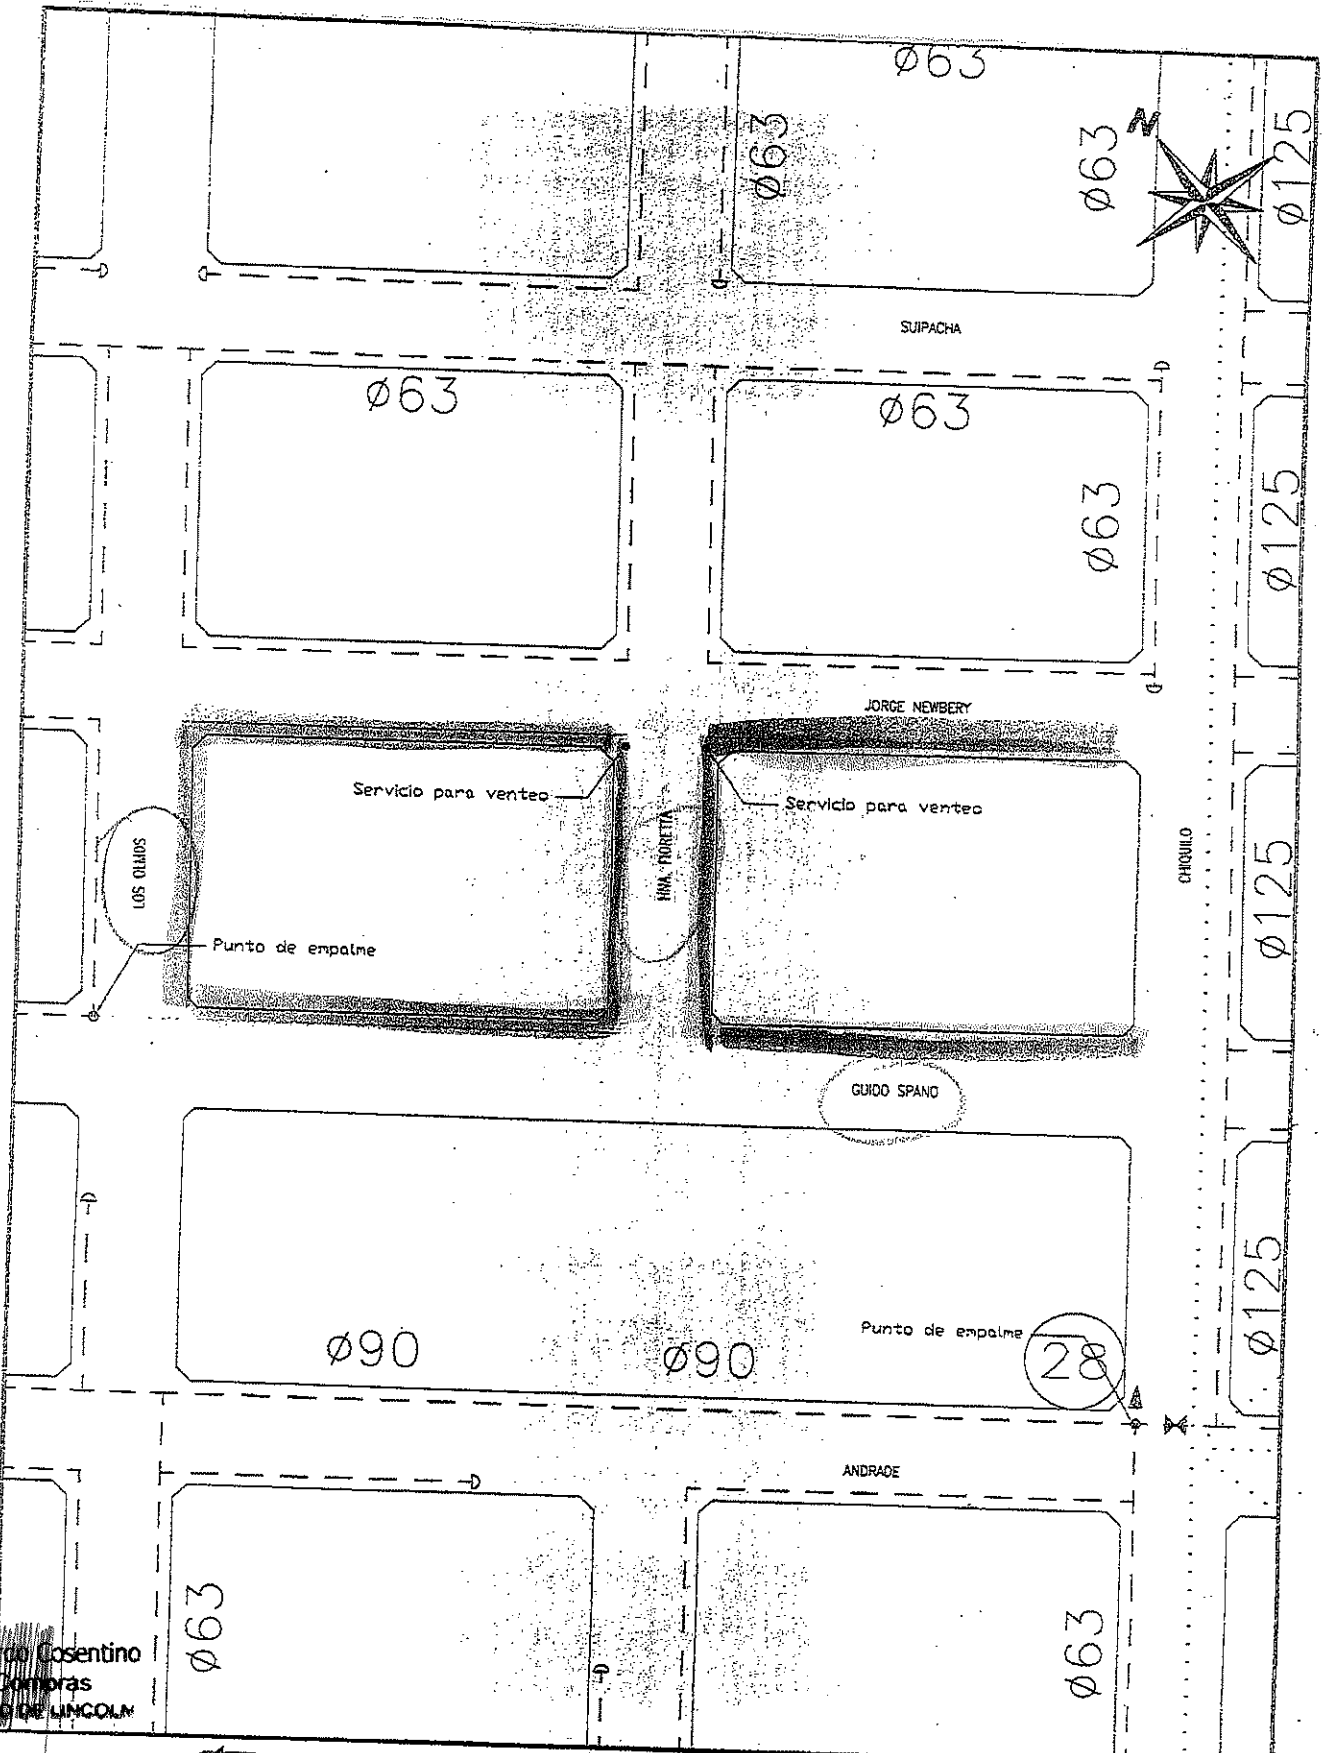 Ø63
Ø63
Ø63
N
Ø125
SUIPACHA
Ø63
Ø63
Ø63
Ø125
JORGE NEWBERY
Servicio para venteo
Servicio para venteo
HNA. FIORETTA
CHIQUILO
Ø125
Punto de empalme
GUIDO SPANO
Ø125
Punto de empalme
28
Ø90
Ø90
ANDRADE
Ø63
Ø63
Cosentino
Compras
DE LINCOLN